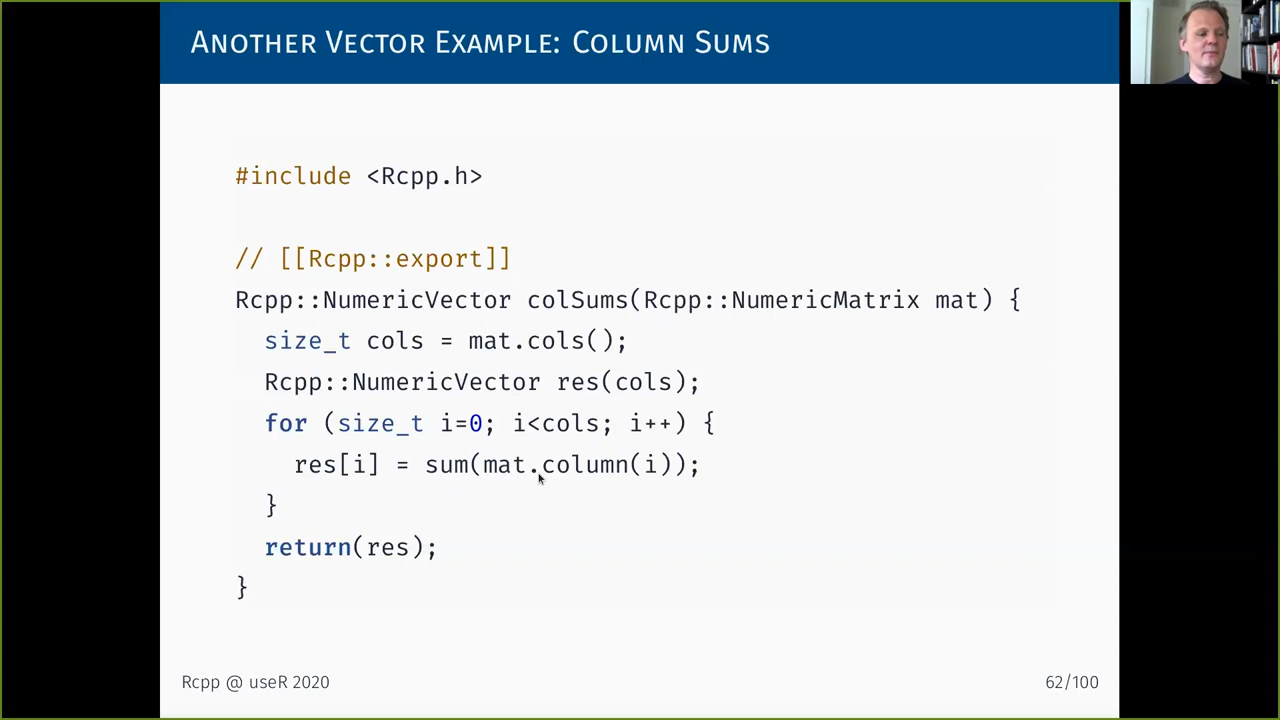 Another Vector Example: Column Sums
#include <Rcpp.h>
// [[Rcpp::export]]
Rcpp::NumericVector colSums(Rcpp::NumericMatrix mat) {
  size_t cols = mat.cols();
  Rcpp::NumericVector res(cols);
  for (size_t i=0; i<cols; i++) {
    res[i] = sum(mat.column(i));
  }
  return(res);
}
Rcpp @ useR 2020
62/100